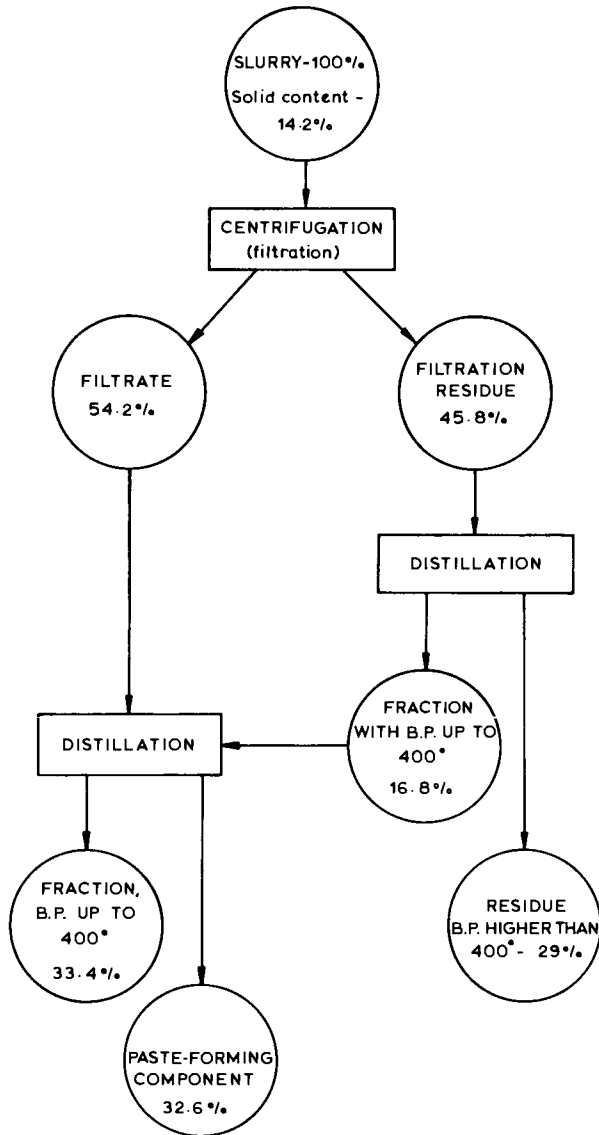 SLURRY-100%
Solid content -
14.2%
CENTRIFUGATION
(filtration)
FILTRATE
54.2%
FILTRATION
RESIDUE
45.8%
DISTILLATION
FRACTION
WITH B.P. UP TO
400°
16.8%
DISTILLATION
FRACTION,
B.P. UP TO
400°
33.4%
RESIDUE
B.P. HIGHER THAN
400°- 29%
PASTE-FORMING
COMPONENT
32.6%